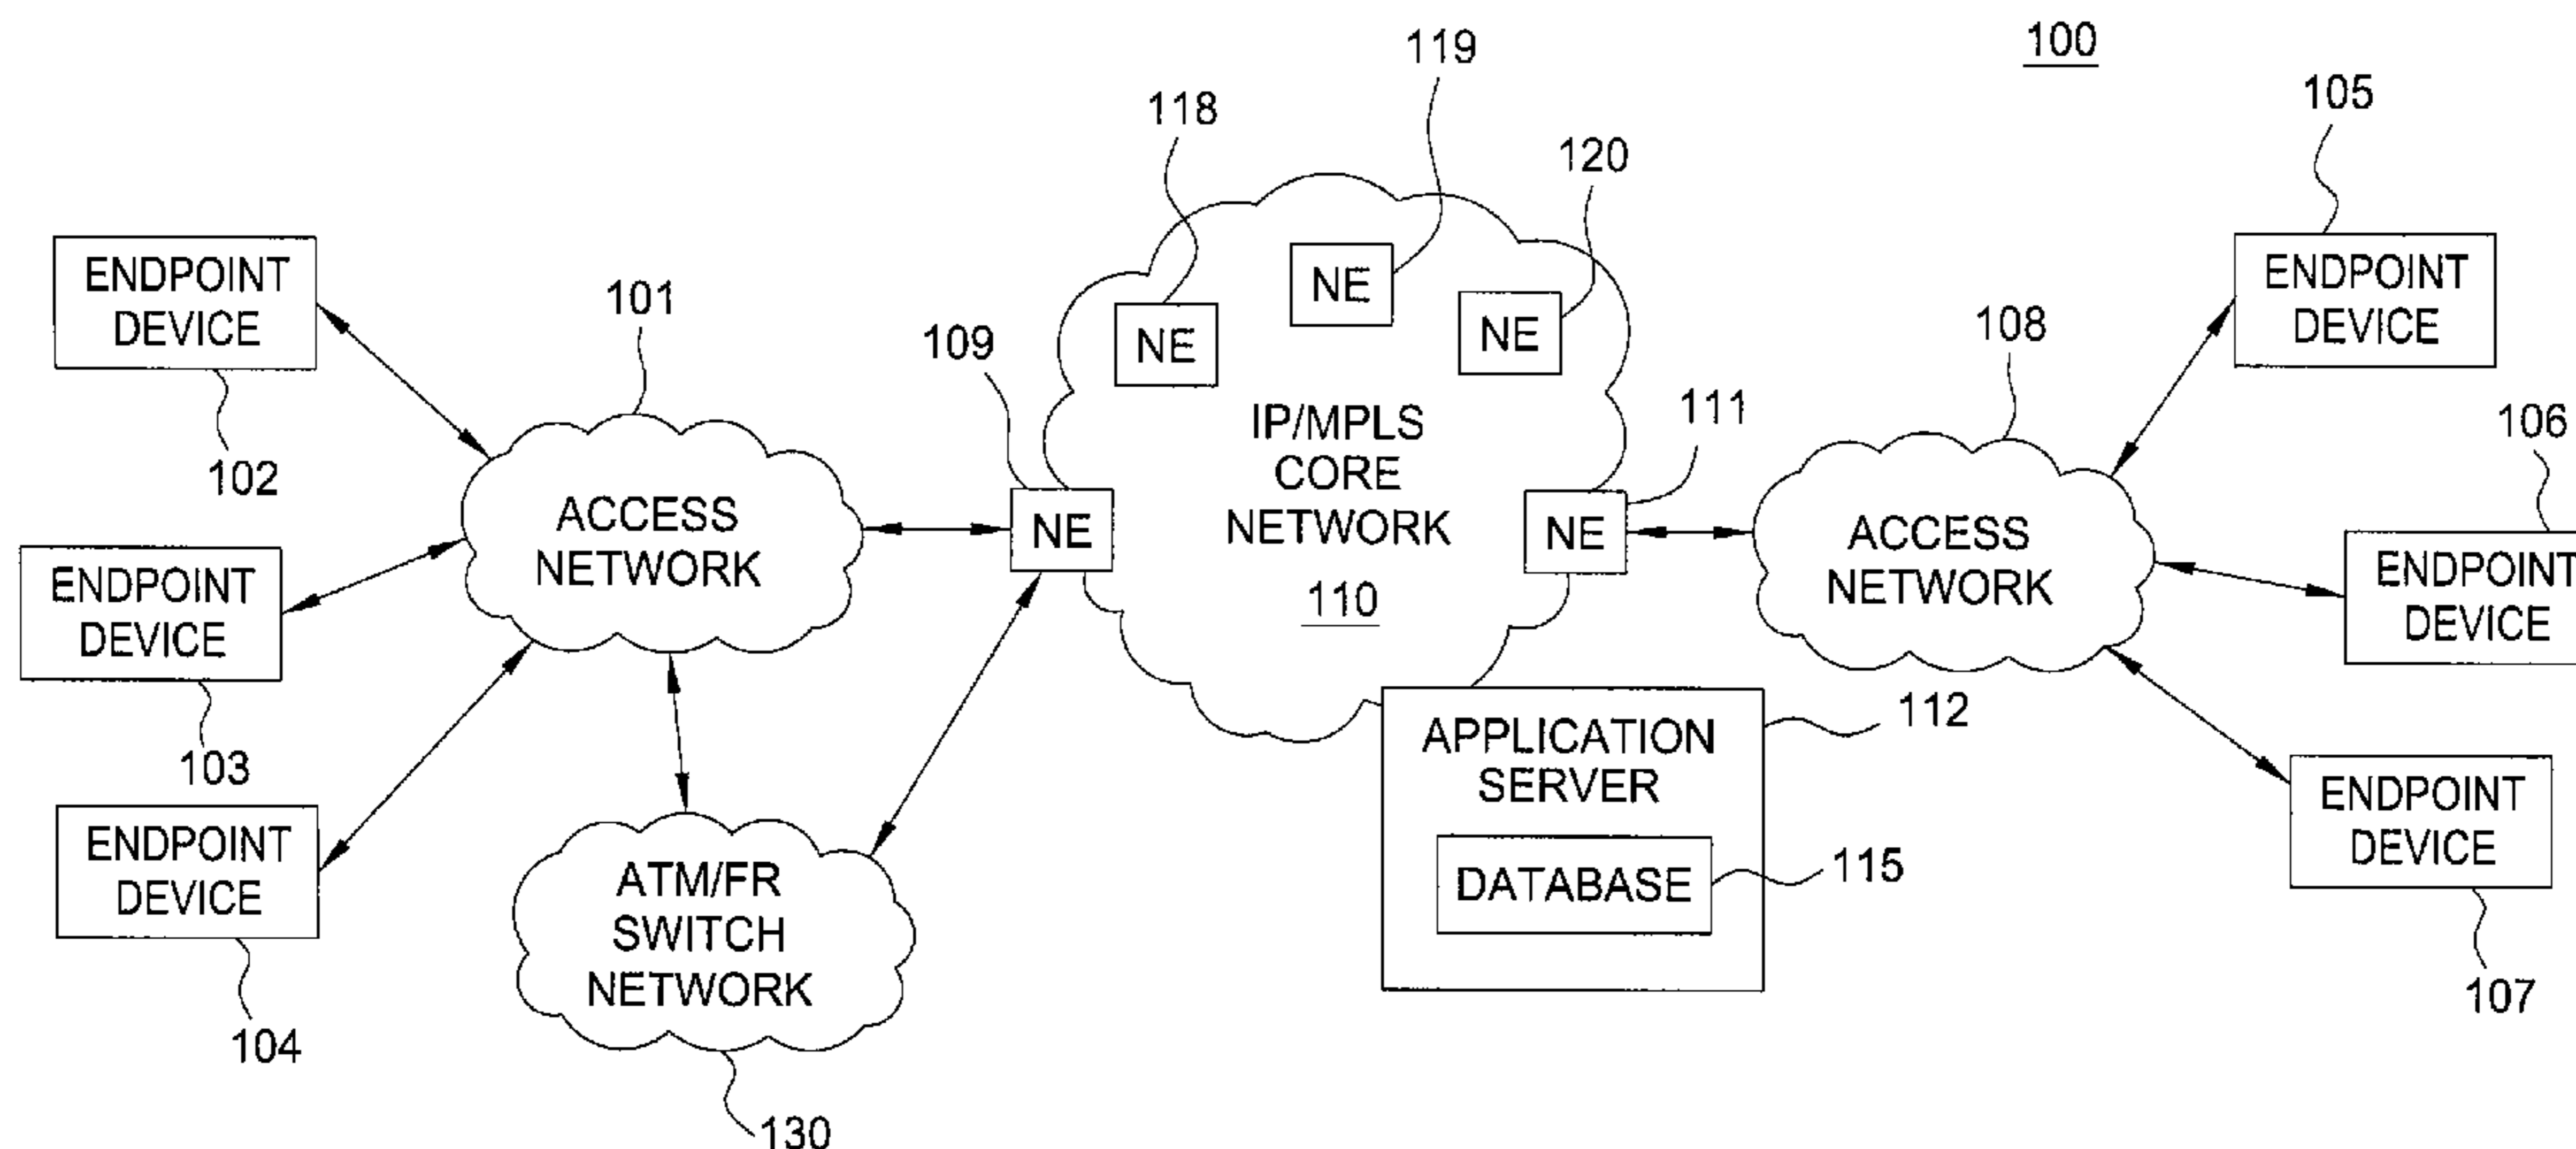 100
119
118
105
120
ENDPOINT
DEVICE
102
101
109
NE
NE
NE
IP/MPLS
CORE
NETWORK
110
111
108
ENDPOINT
DEVICE
106
ENDPOINT
DEVICE
103
ACCESS
NETWORK
NE
NE
ACCESS
NETWORK
ENDPOINT
DEVICE
ENDPOINT
DEVICE
104
ATM/FR
SWITCH
NETWORK
130
APPLICATION
SERVER
112
DATABASE
115
ENDPOINT
DEVICE
107